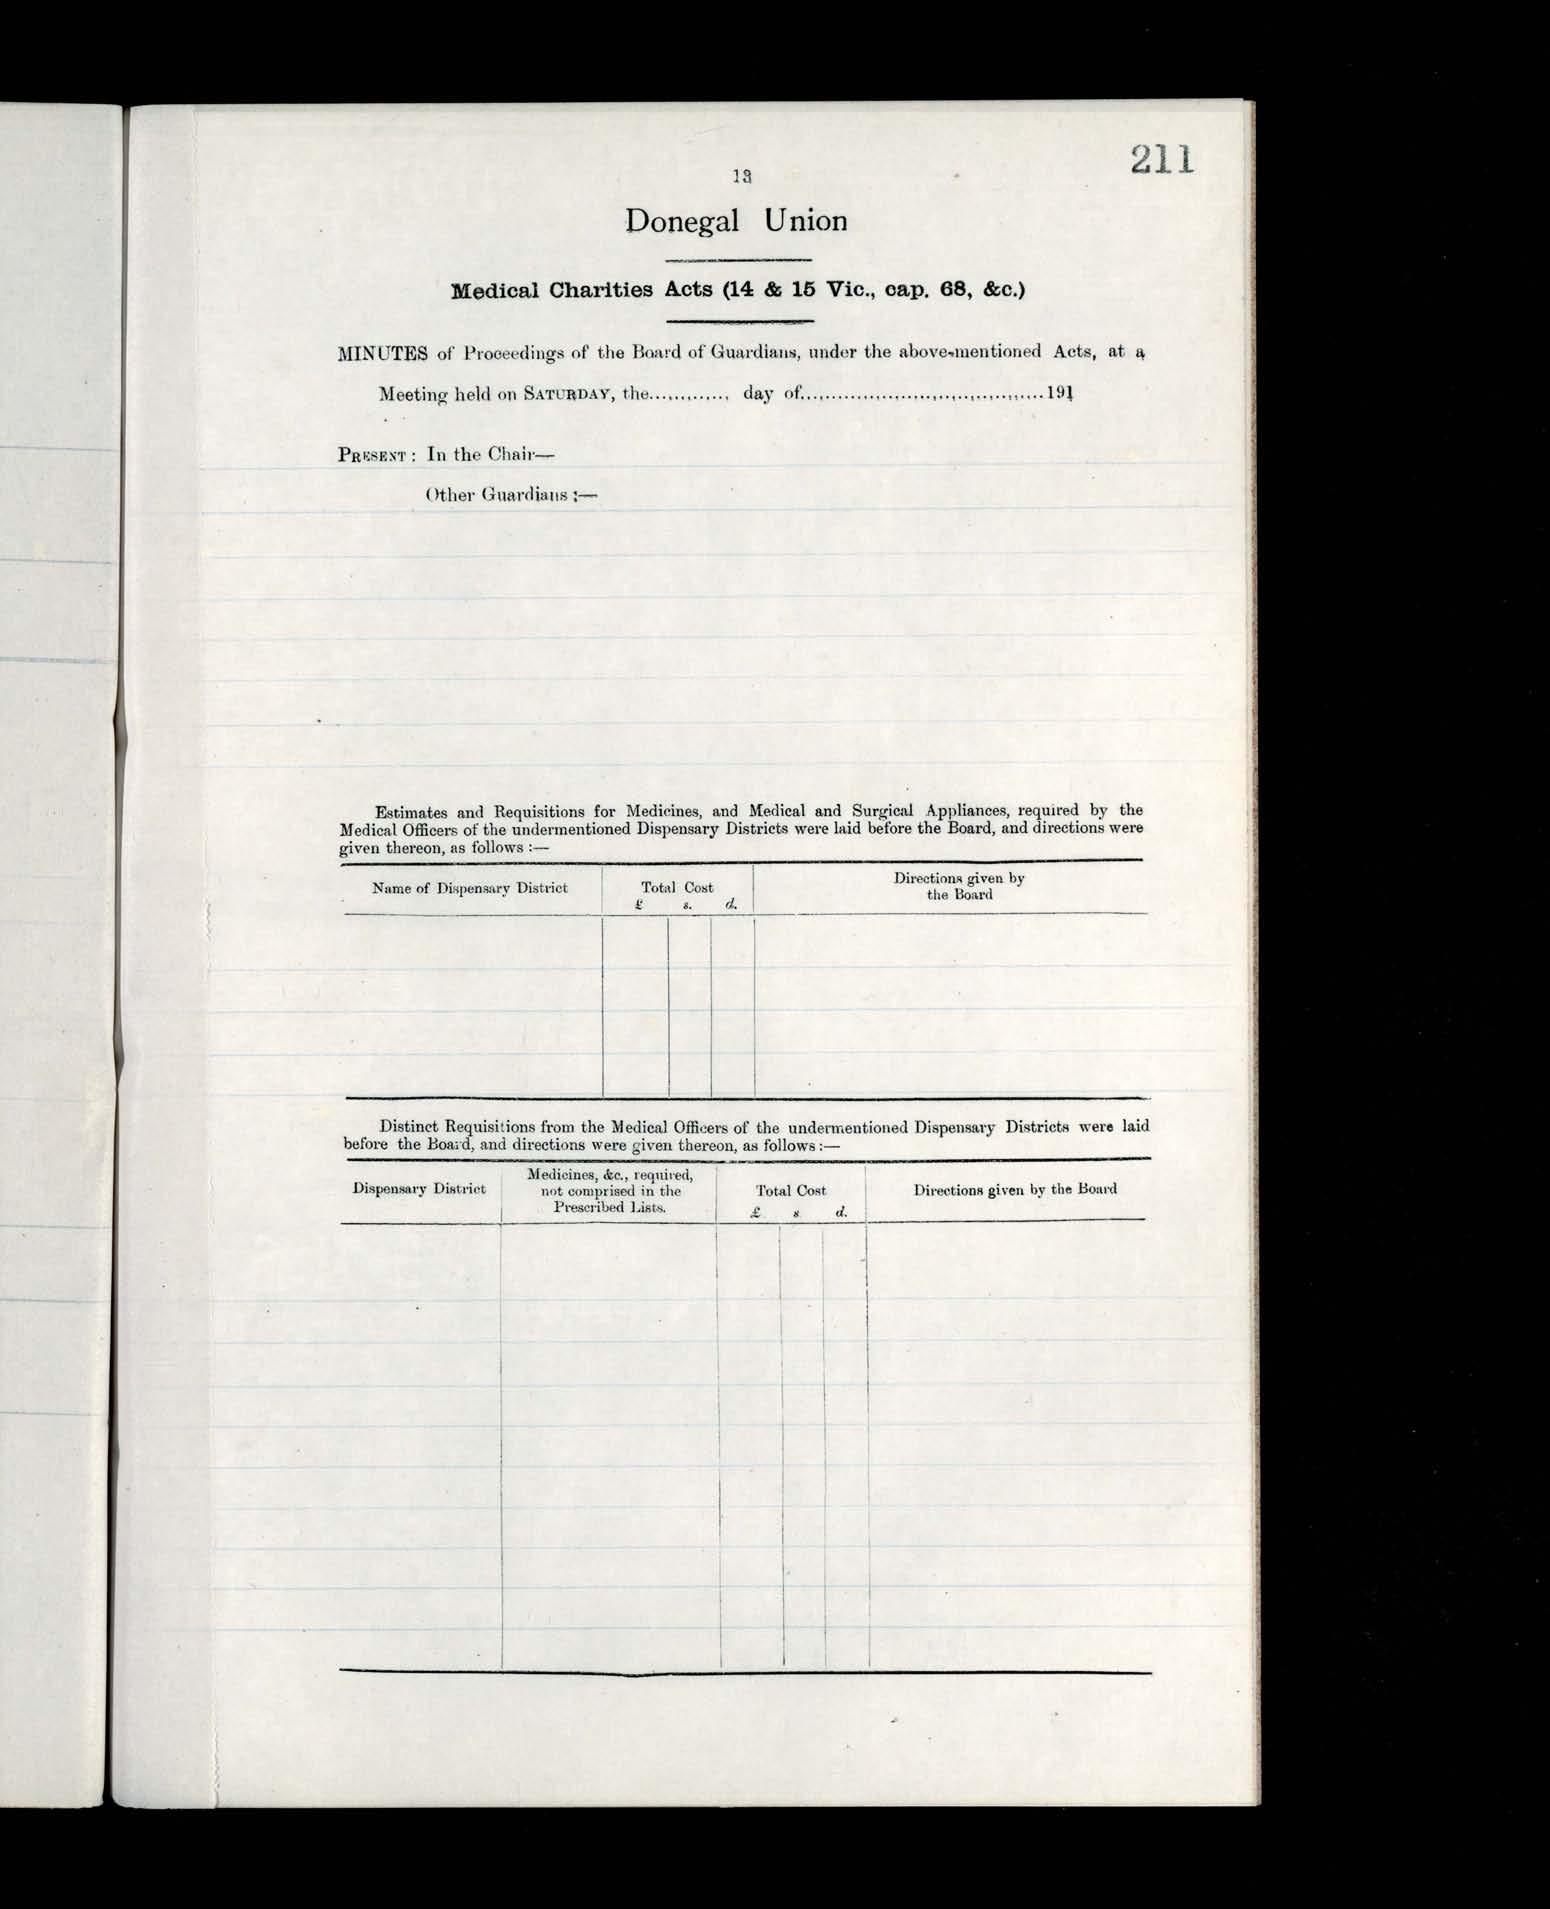 211
13
Donegal Union
Medical Charities Acts (14 & 15 Vic., cap. 68, &c.)
MINUTES of Proceedings of the Board of Guardians, under the above-mentioned Acts, at a
Meeting held on SATURDAY, the............, day of.......................................191
PRESENT : In the Chair—
Other Guardians :—
Estimates and Requisitions for Medicines, and Medical and Surgical Appliances, required by the
Medical Officers of the undermentioned Dispensary Districts were laid before the Board, and directions were
given thereon, as follows :—
Name of Dispensary District
Total Cost
£ s. d.
Directions given by
the Board
Distinct Requisitions from the Medical Officers of the undermentioned Dispensary Districts were laid
before the Board, and directions were given thereon, as follows :—
Dispensary District
Medicines, &c., required,
not comprised in the
Prescribed Lists.
Total Cost
£ s d.
Directions given by the Board